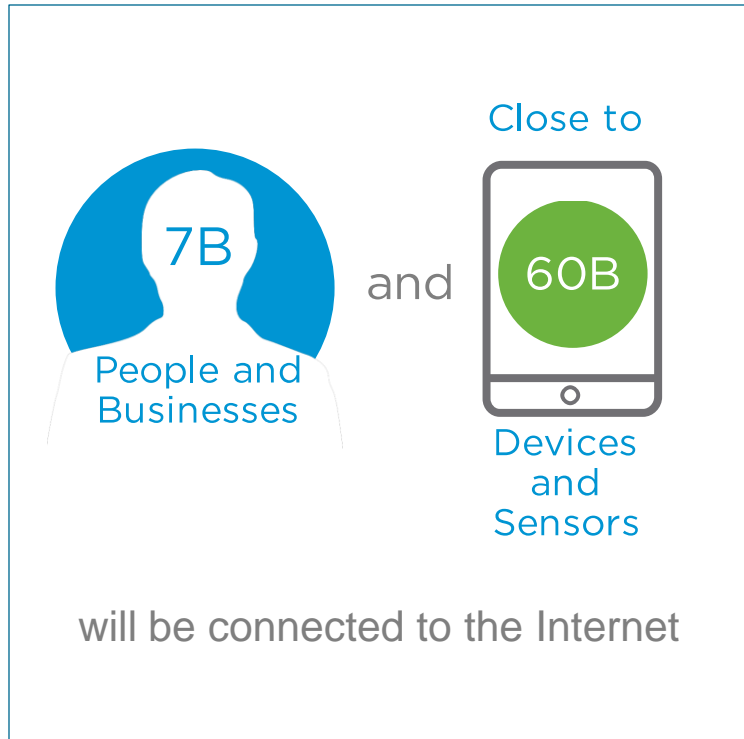 7B
People and
Businesses
and
Close to
60B
Devices
and
Sensors
will be connected to the Internet